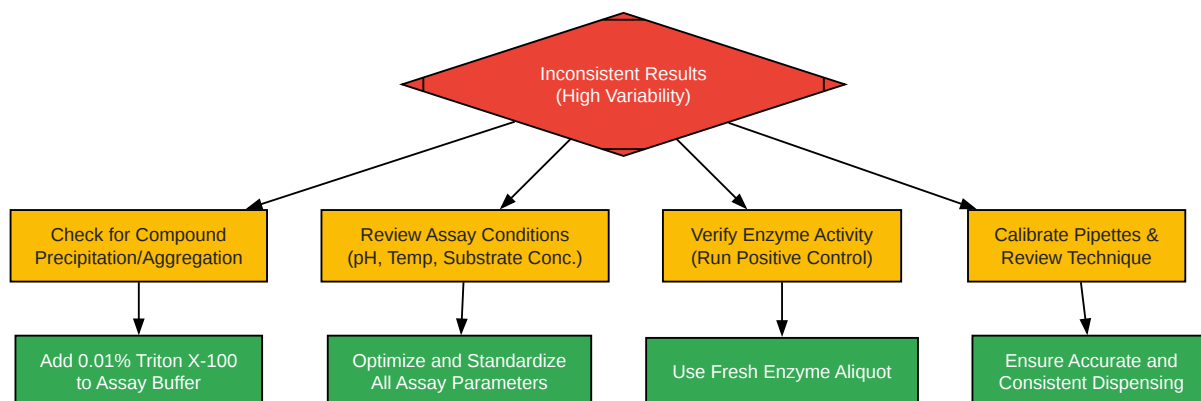 Inconsistent Results
(High Variability)
Check for Compound
Precipitation/Aggregation
Review Assay Conditions
(pH, Temp, Substrate Conc.)
Verify Enzyme Activity
(Run Positive Control)
Calibrate Pipettes &
Review Technique
Add 0.01% Triton X-100
to Assay Buffer
Optimize and Standardize
All Assay Parameters
Use Fresh Enzyme Aliquot
Ensure Accurate and
Consistent Dispensing